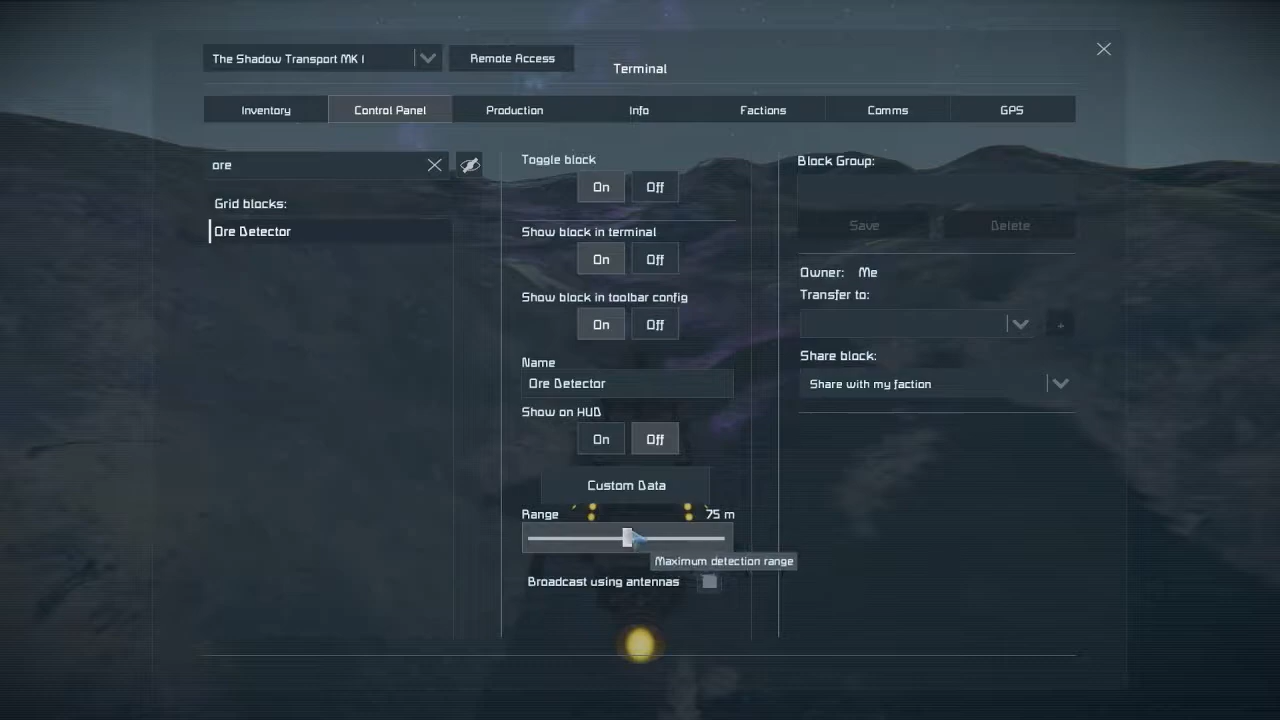 The Shadow Transport MK I
Remote Access
Terminal
Inventory
Control Panel
Production
Info
Factions
Comms
GPS
ore
Grid blocks:
Ore Detector
Toggle block
On
Off
Show block in terminal
On
Off
Show block in toolbar config
On
Off
Name
Ore Detector
Show on HUD
On
Off
Custom Data
Range
75 m
Maximum detection range
Broadcast using antennas
Block Group:
Save
Delete
Owner: Me
Transfer to:
+
Share block:
Share with my faction